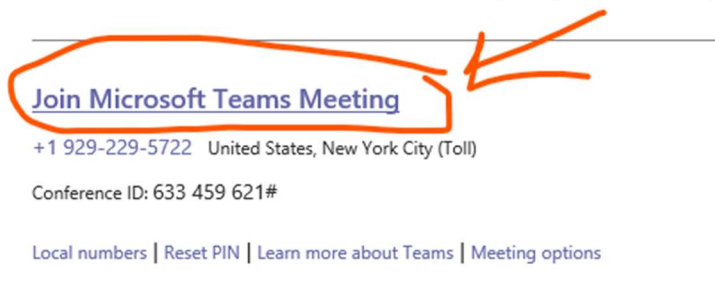 Join Microsoft Teams Meeting
+1 929-229-5722 United States, New York City (Toll)
Conference ID: 633 459 621#
Local numbers | Reset PIN | Learn more about Teams | Meeting options